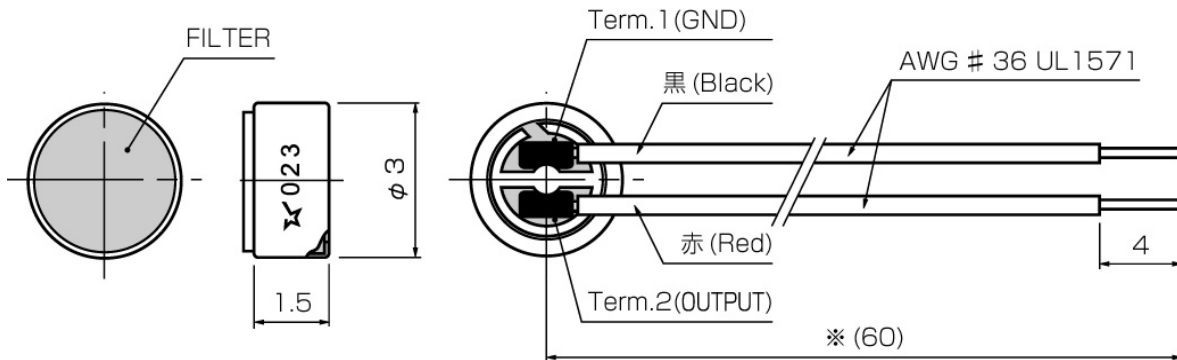 FILTER
023
φ3
1.5
Term.1(GND)
黒(Black)
AWG # 36 UL1571
赤(Red)
Term.2(OUTPUT)
4
※(60)